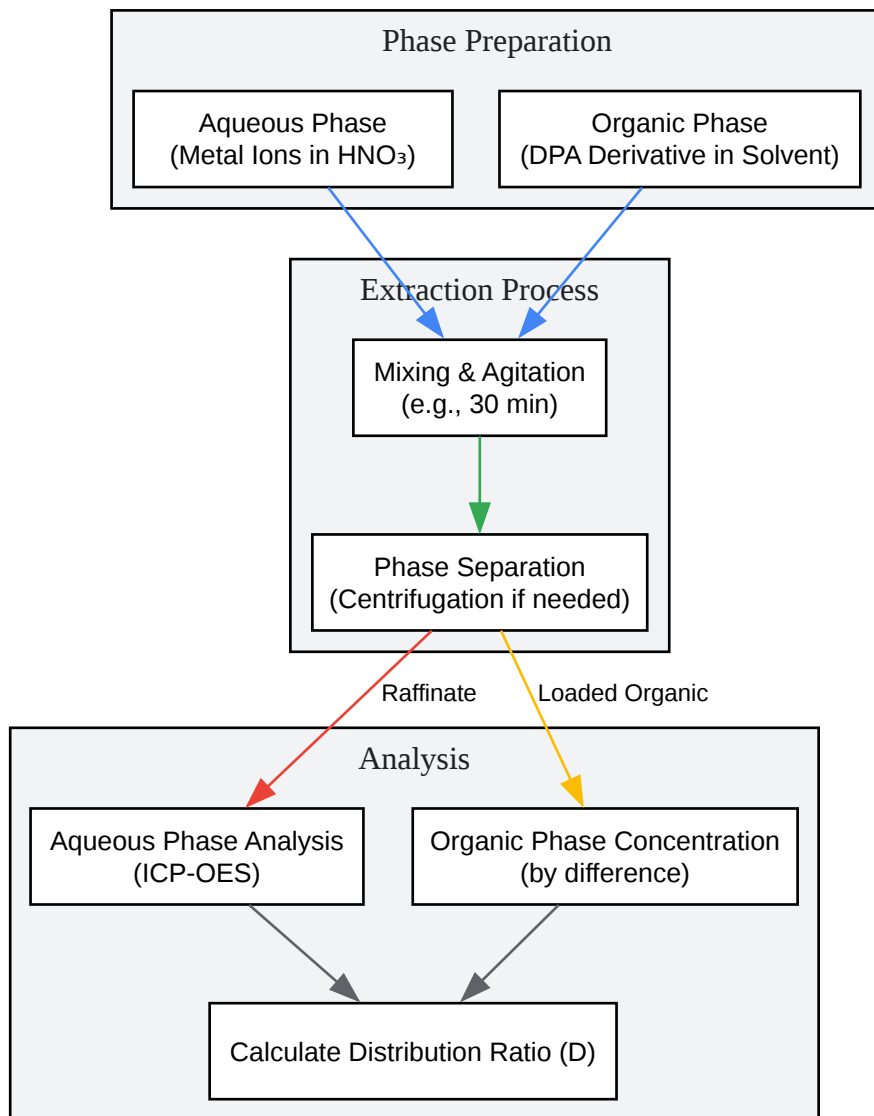 Phase Preparation
Aqueous Phase
(Metal Ions in HNO₃)
Organic Phase
(DPA Derivative in Solvent)
Extraction Process
Mixing & Agitation
(e.g., 30 min)
Phase Separation
(Centrifugation if needed)
Raffinate
Loaded Organic
Analysis
Aqueous Phase Analysis
(ICP-OES)
Organic Phase Concentration
(by difference)
Calculate Distribution Ratio (D)